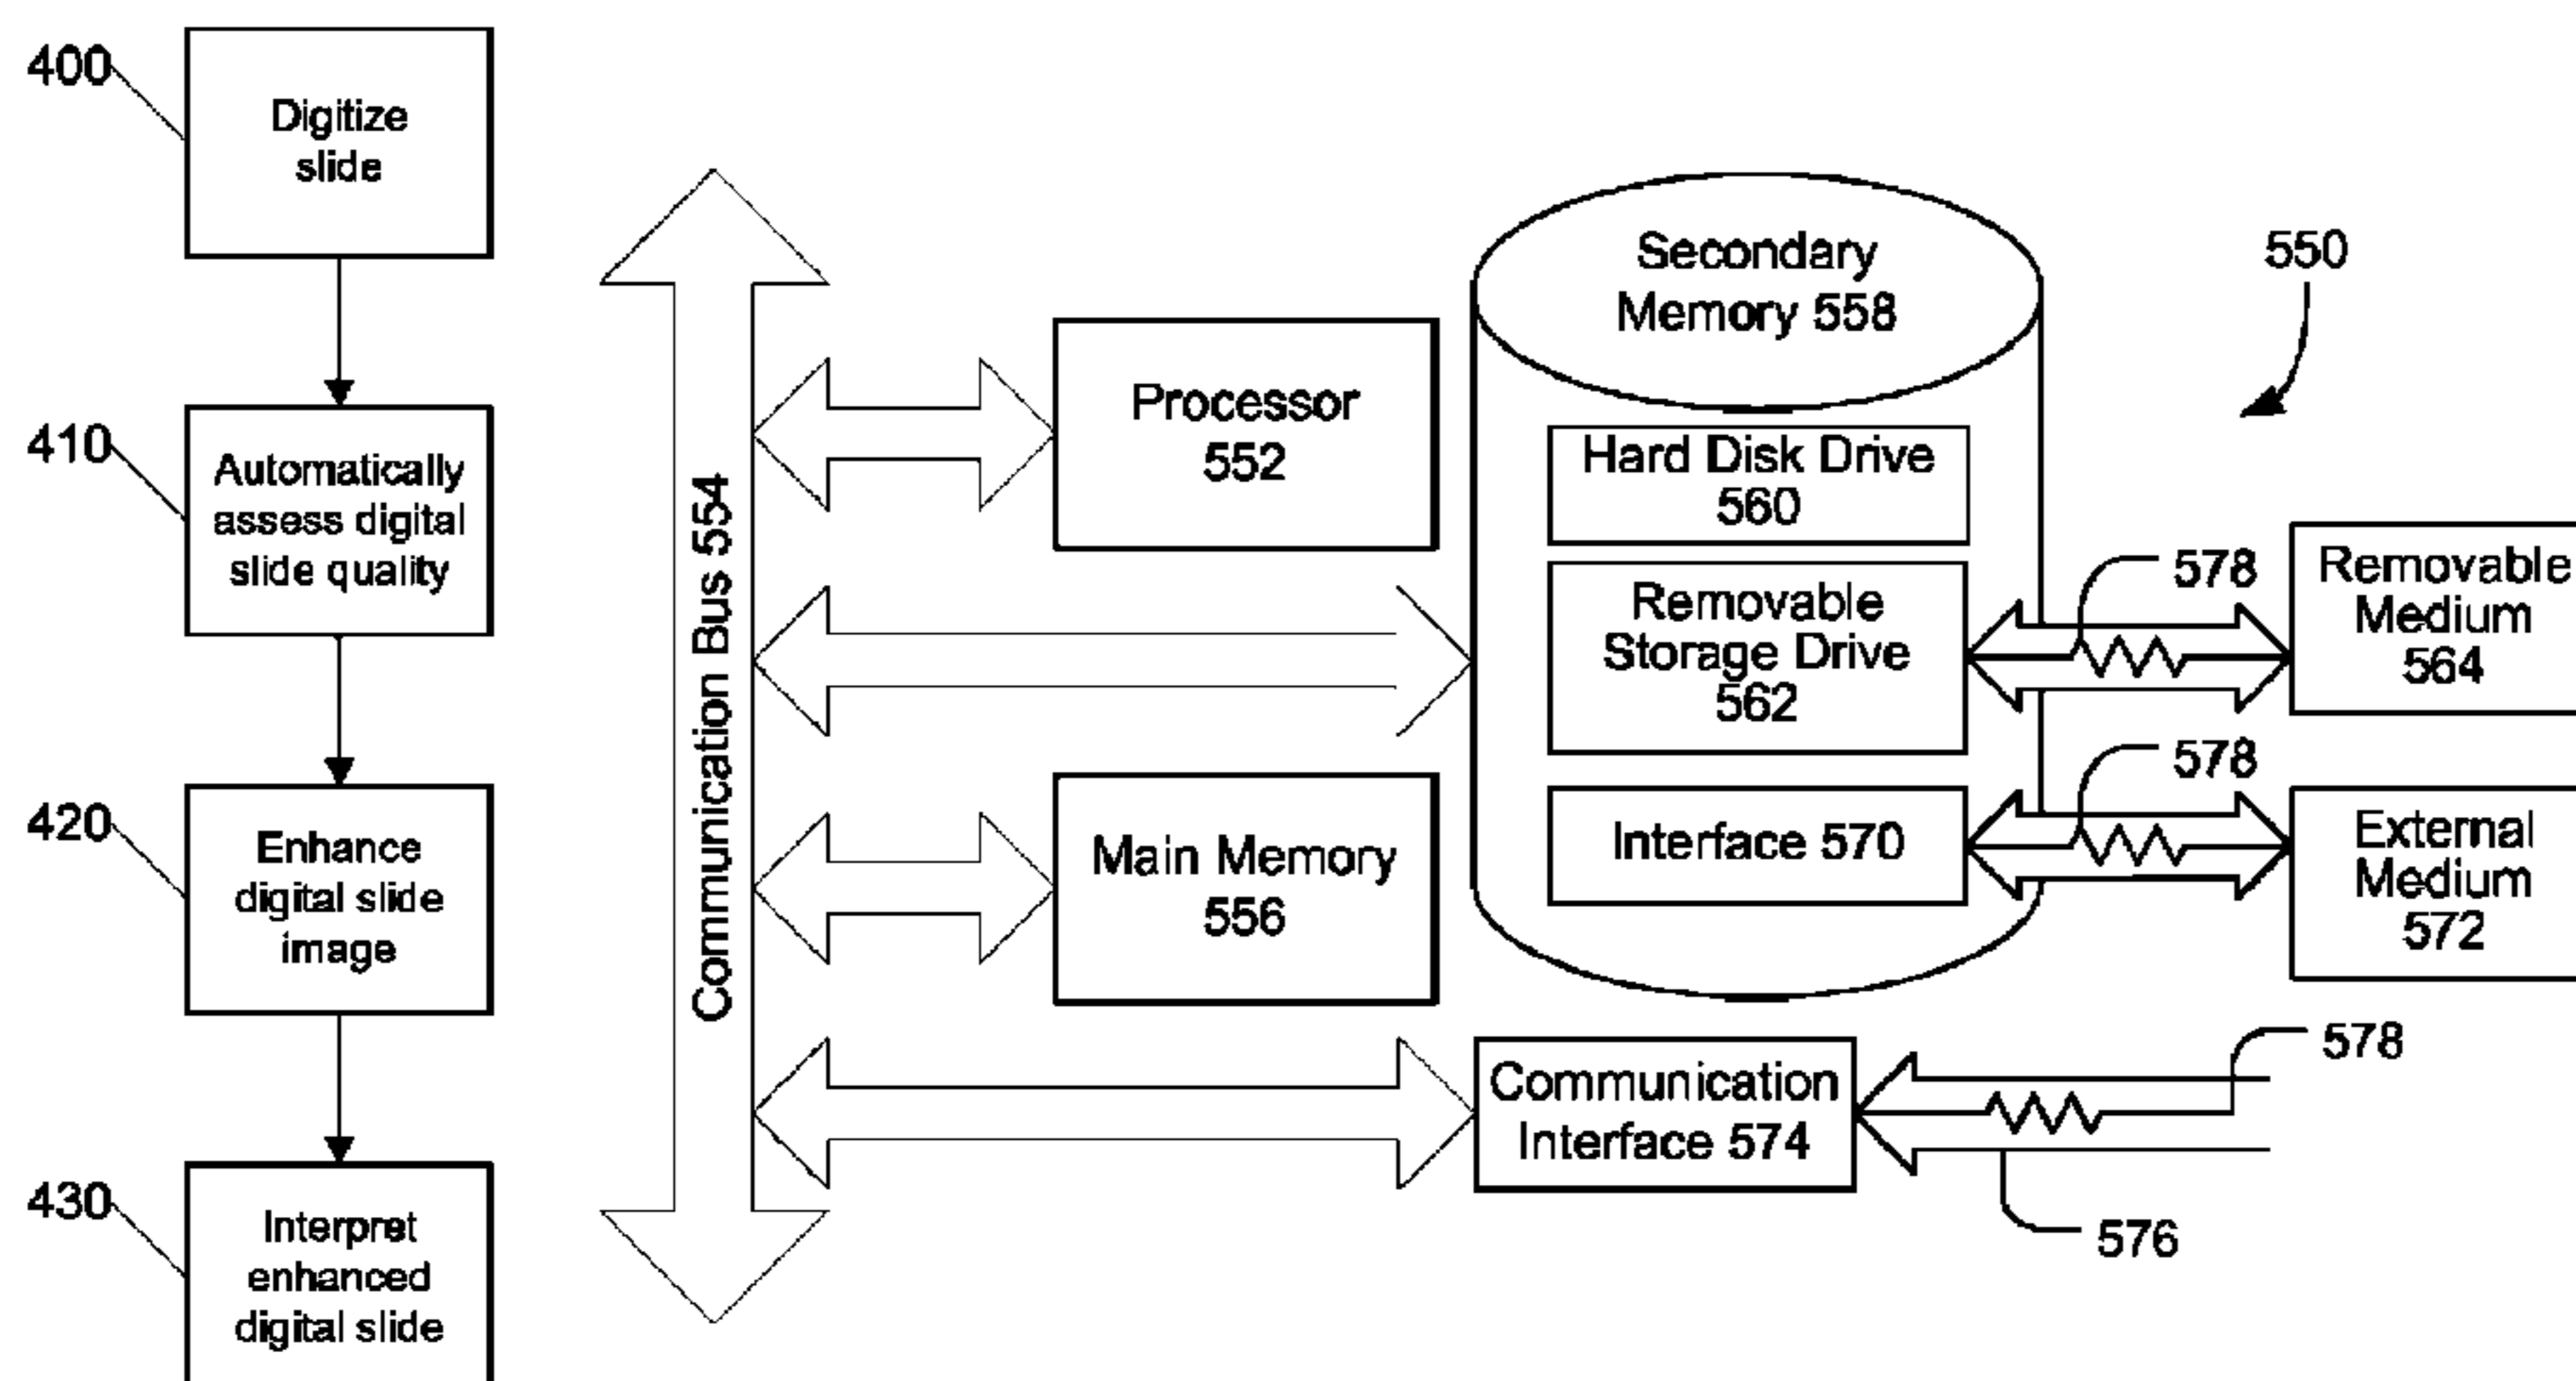 400
Digitize
slide
410
Automatically
assess digital
slide quality
420
Enhance
digital slide
image
430
Interpret
enhanced
digital slide
Communication Bus 554
Processor
552
Main Memory
556
Secondary
Memory 558
Hard Disk Drive
560
Removable
Storage Drive
562
Interface 570
Communication
Interface 574
550
578
Removable
Medium
564
578
External
Medium
572
578
576